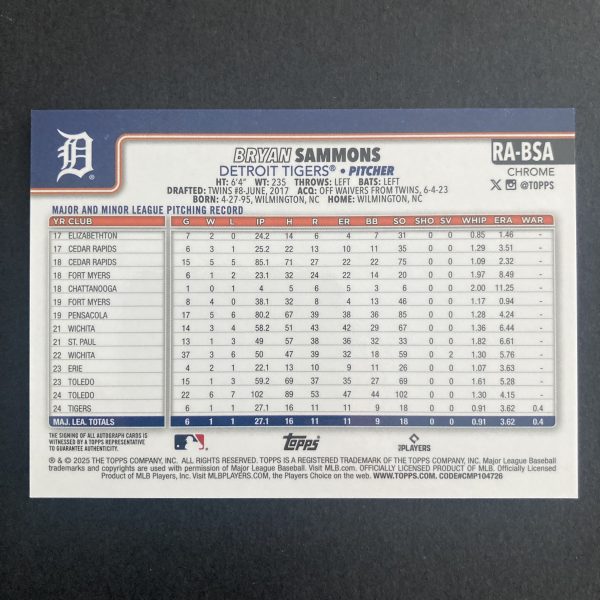 D
BRYAN SAMMONS
DETROIT TIGERS® • PITCHER
RA-BSA
CHROME
X @TOPPS
HT: 6'4" WT: 235 THROWS: LEFT BATS: LEFT
DRAFTED: TWINS #8-JUNE, 2017 ACQ: OFF WAIVERS FROM TWINS, 6-4-23
BORN: 4-27-95, WILMINGTON, NC HOME: WILMINGTON, NC
MAJOR AND MINOR LEAGUE PITCHING RECORD
YR CLUB G W L IP H R ER BB SO SHO SV WHIP ERA WAR
17 ELIZABETHTON 7 2 0 24.2 14 6 4 7 31 0 0 0.85 1.46 -
17 CEDAR RAPIDS 6 3 1 25.2 22 13 10 11 35 0 0 1.29 3.51 -
18 CEDAR RAPIDS 15 5 5 85.1 71 27 22 22 75 0 0 1.09 2.32 -
18 FORT MYERS 6 1 2 23.1 32 24 22 14 20 0 0 1.97 8.49 -
18 CHATTANOOGA 1 0 1 4 5 6 5 3 6 0 0 2.00 11.25 -
19 FORT MYERS 8 4 0 38.1 32 8 4 13 46 0 0 1.17 0.94 -
19 PENSACOLA 17 5 6 80.2 67 39 38 36 85 0 0 1.28 4.24 -
21 WICHITA 14 3 4 58.2 51 43 42 29 67 0 0 1.36 6.44 -
21 ST. PAUL 13 1 3 49 57 38 36 32 47 0 0 1.82 6.61 -
22 WICHITA 37 3 6 50 47 32 32 18 59 0 2 1.30 5.76 -
23 ERIE 4 2 1 22.1 13 10 9 11 26 0 0 1.07 3.63 -
23 TOLEDO 15 1 3 59.2 69 37 35 27 69 0 0 1.61 5.28 -
24 TOLEDO 22 6 7 102 89 53 47 44 102 0 0 1.30 4.15 -
24 TIGERS 6 1 1 27.1 16 11 11 9 18 0 0 0.91 3.62 0.4
MAJ. LEA. TOTALS 6 1 1 27.1 16 11 11 9 18 0 0 0.91 3.62 0.4
THE SIGNING OF ALL AUTOGRAPH CARDS IS
WITNESSED BY A TOPPS REPRESENTATIVE
TO GUARANTEE AUTHENTICITY.
Topps
PLAYERS
® & © 2025 THE TOPPS COMPANY, INC. ALL RIGHTS RESERVED. TOPPS IS A REGISTERED TRADEMARK OF THE TOPPS COMPANY, INC. Major League Baseball
trademarks and copyrights are used with permission of Major League Baseball. Visit MLB.com. OFFICIALLY LICENSED PRODUCT OF MLB. Officially Licensed
Product of MLB Players, Inc. Visit MLBPLAYERS.com, the Players Choice on the web. WWW.TOPPS.COM. CODE#CMP104726